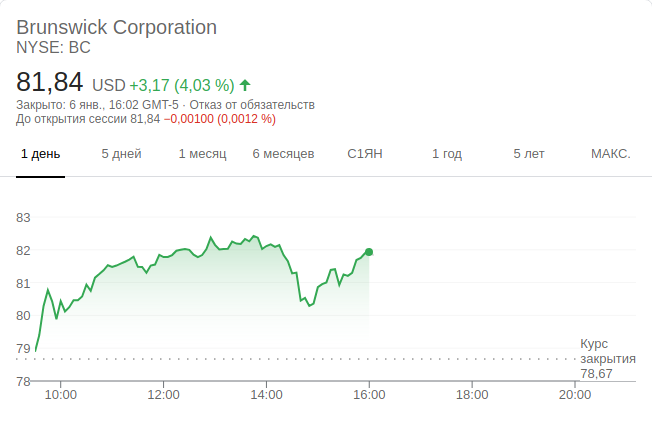 Brunswick Corporation
NYSE: BC
81,84 USD +3,17 (4,03 %)
Закрыто: 6 янв., 16:02 GMT-5 · Отказ от обязательств
До открытия сессии 81,84 −0,00100 (0,0012 %)
1 день 5 дней 1 месяц 6 месяцев С1ЯН 1 год 5 лет МАКС.
83
82
81
80
79
Курс
закрытия
78,67
78
10:00 12:00 14:00 16:00 18:00 20:00